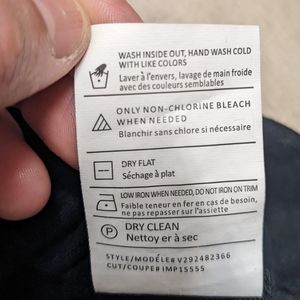 WASH INSIDE OUT, HAND WASH COLD
WITH LIKE COLORS
Laver à l'envers, lavage de main froide
avec des couleurs semblables
ONLY NON-CHLORINE BLEACH
WHEN NEEDED
Blanchir sans chlore si nécessaire
DRY FLAT
Séchage à plat
LOW IRON WHEN NEEDED, DO NOT IRON ON TRIM
Faible teneur en fer en cas de besoin,
ne pas repasser sur l'assiette
P
DRY CLEAN
Nettoy er à sec
STYLE/MODELER V292482366
CUT/COUPER IMP15555